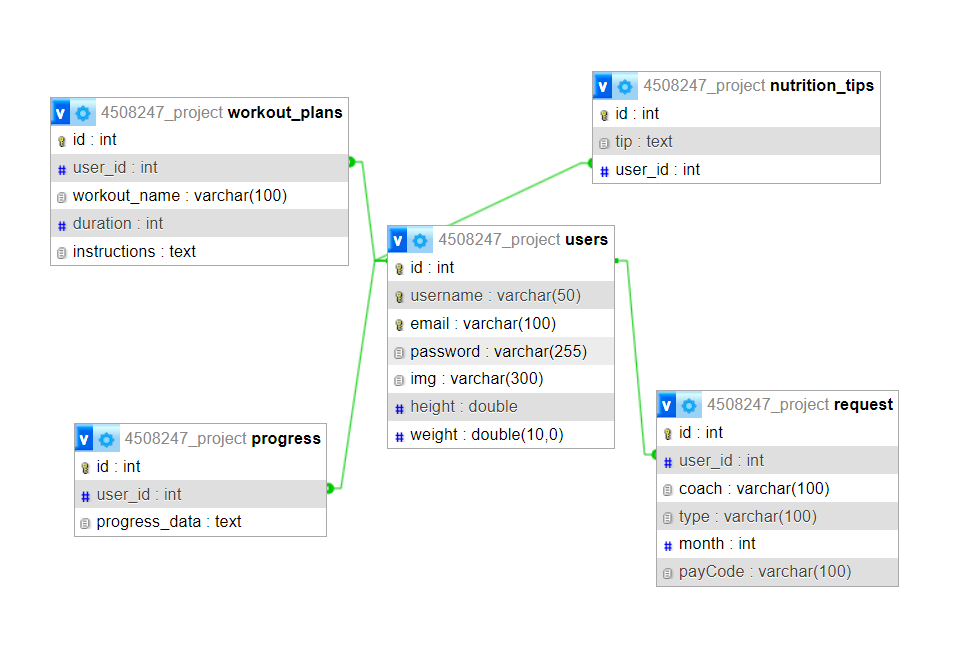 V 4508247_project workout_plans
id : int
# user_id : int
workout_name : varchar(100)
# duration : int
instructions : text
V 4508247_project nutrition_tips
id : int
tip : text
# user_id : int
V 4508247_project users
id : int
username : varchar(50)
email : varchar(100)
password : varchar(255)
img : varchar(300)
# height : double
# weight : double(10,0)
V 4508247_project progress
id : int
# user_id : int
progress_data : text
V 4508247_project request
id : int
# user_id : int
coach : varchar(100)
type : varchar(100)
# month : int
payCode : varchar(100)